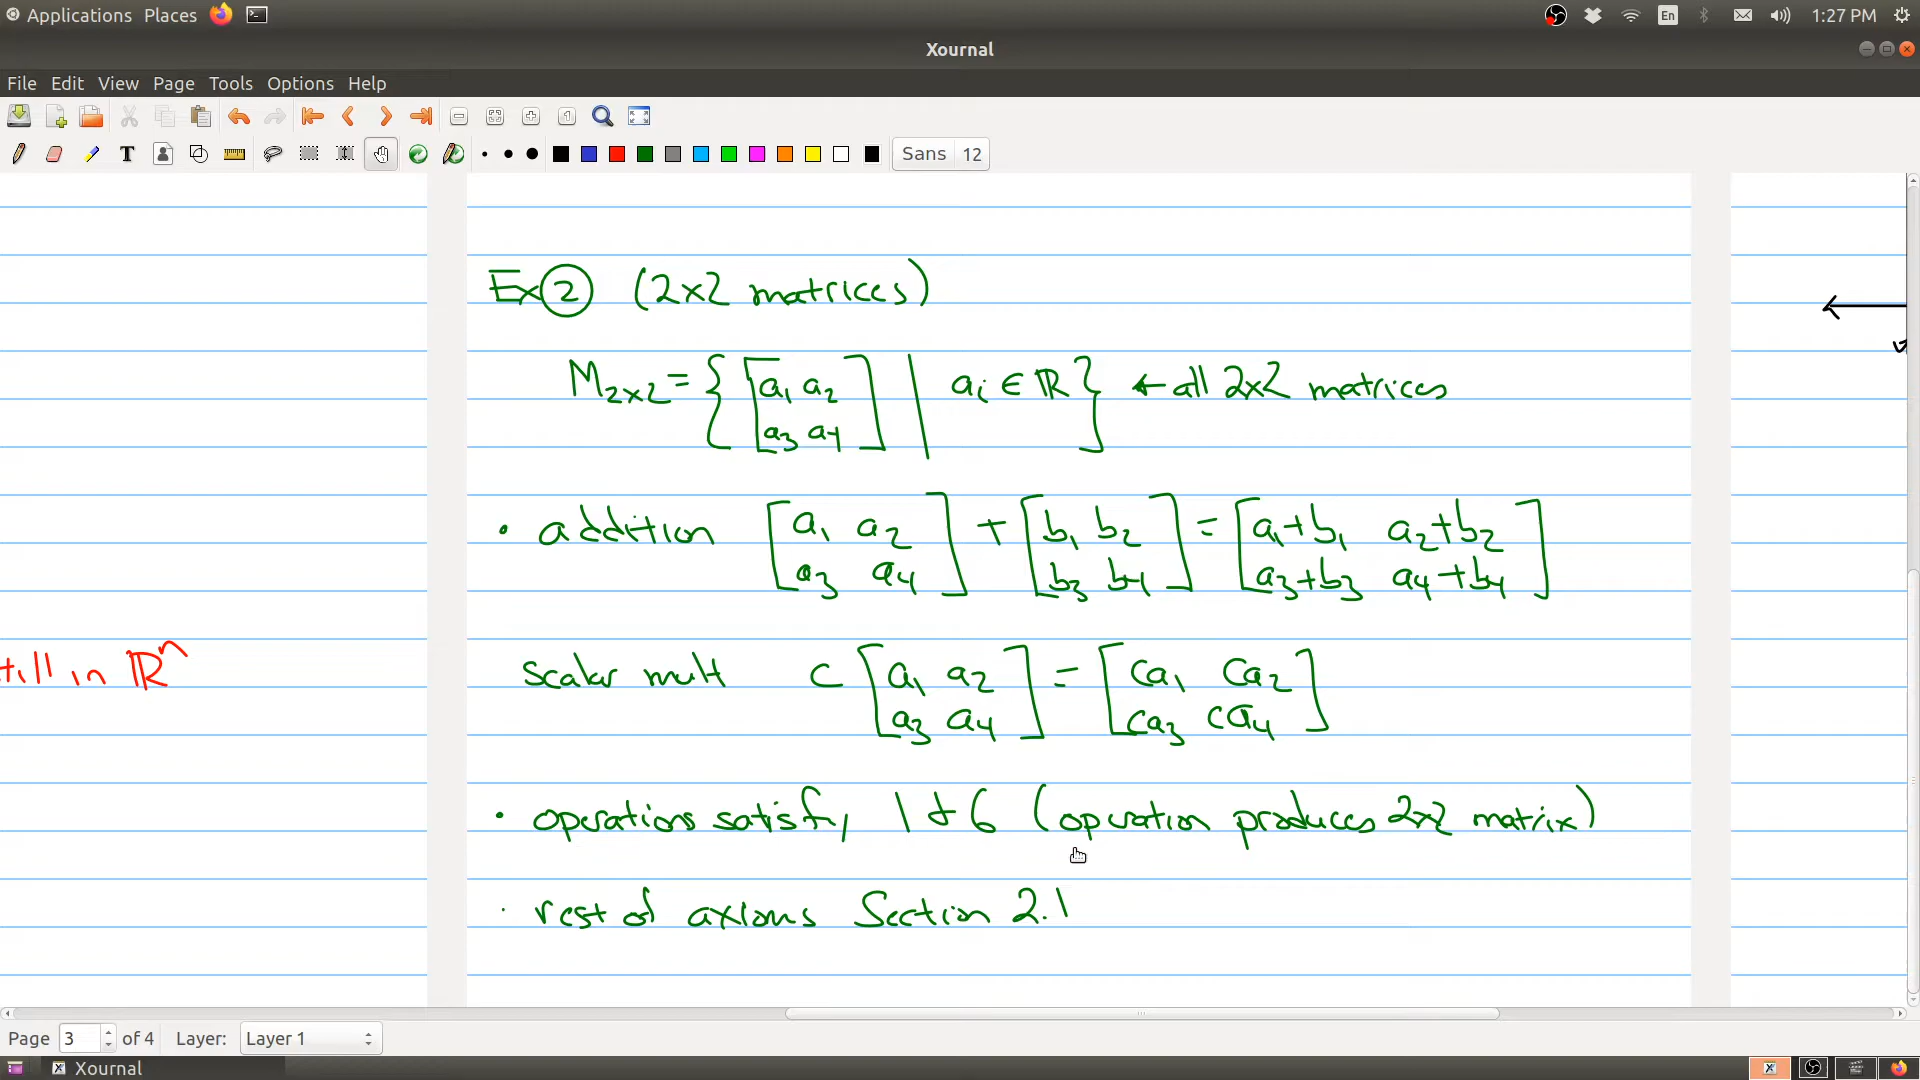 Applications Places En 1:27 PM
Xournal
File Edit View Page Tools Options Help
T Sans 12
Ex 2 (2x2 matrices)
M2x2 = { [a1 a2 | ai ∈ ℝ } ← all 2x2 matrices
a3 a4]
• addition [a1 a2 + [b1 b2 = [a1+b1 a2+b2
a3 a4] b3 b4] a3+b3 a4+b4]
till in ℝn
scalar mult c [a1 a2 = [ca1 ca2
a3 a4] ca3 ca4]
• operations satisfy 1 & 6 (operation produces 2x2 matrix)
• rest of axioms Section 2.1
Page 3 of 4 Layer: Layer 1
Xournal